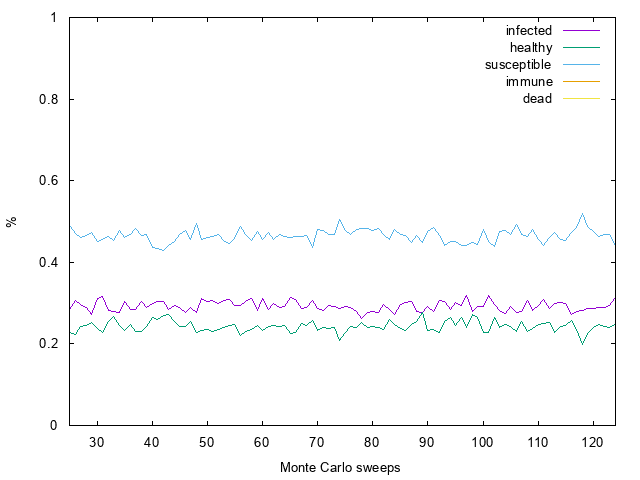 1
0.8
0.6
0.4
0.2
0
%
infected
healthy
susceptible
immune
dead
30 40 50 60 70 80 90 100 110 120
Monte Carlo sweeps